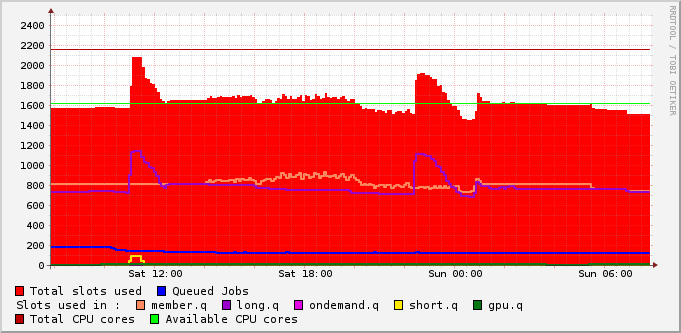 RRDTOOL / TOBI OETIKER
2400
2200
2000
1800
1600
1400
1200
1000
800
600
400
200
0
Sat 12:00 Sat 18:00 Sun 00:00 Sun 06:00
Total slots used Queued Jobs
Slots used in : member.q long.q ondemand.q short.q gpu.q
Total CPU cores Available CPU cores